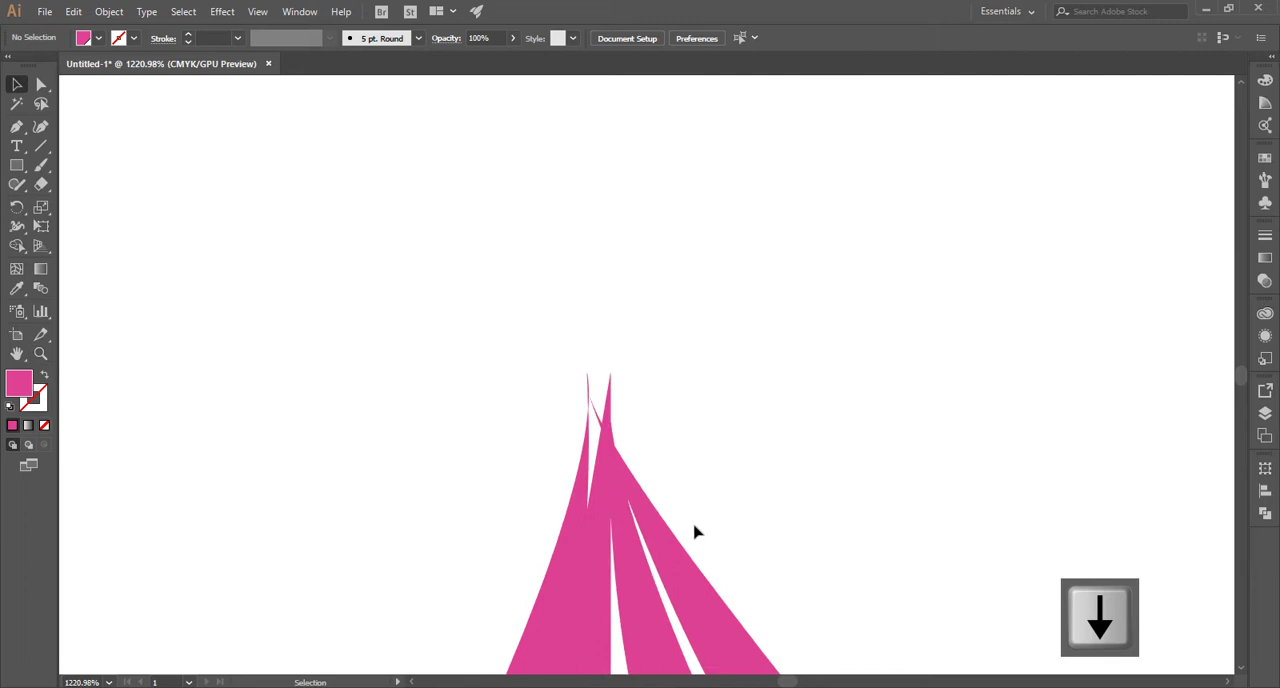 Ai File Edit Object Type Select Effect View Window Help Br St Essentials Search Adobe Stock
No Selection Stroke: 5 pt. Round Opacity: 100% Style: Document Setup Preferences
Untitled-1* @ 1220.98% (CMYK/GPU Preview)
T
1220.98% 1 Selection